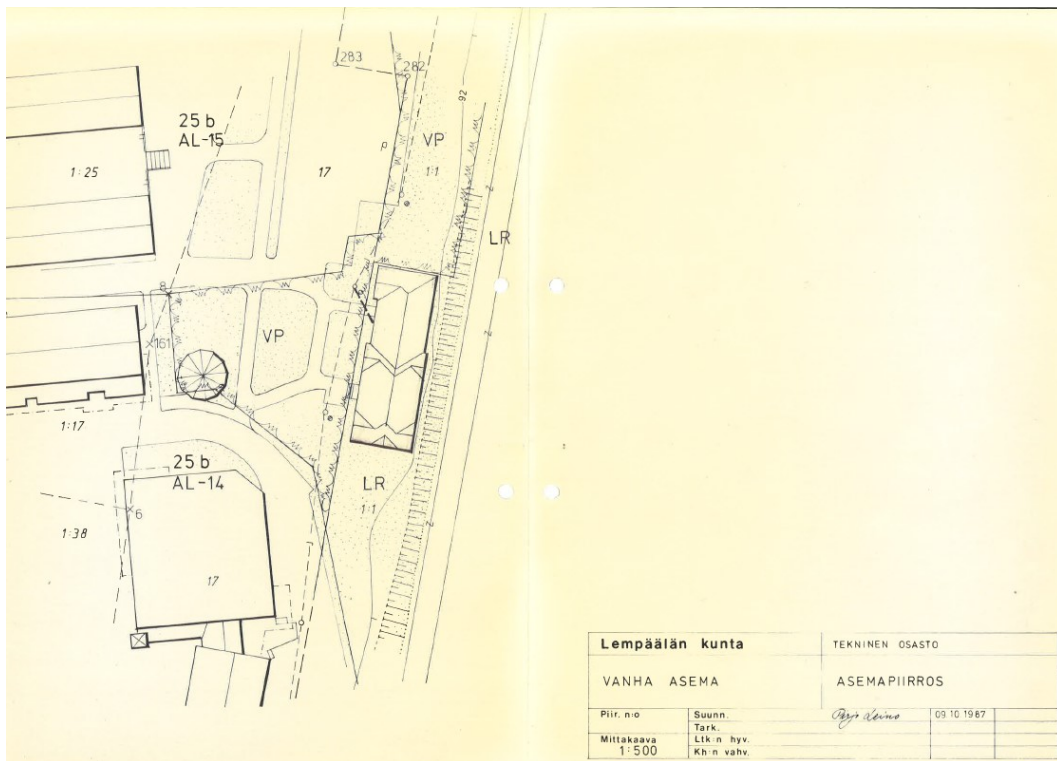 283
282
92
25 b
AL-15
VP
1:1
1:25
17
P
LR
8
VP
161
1:17
25 b
AL-14
LR
1:1
6
1:38
17
Z
Z
Z
Lempäälän kunta
TEKNINEN OSASTO
VANHA ASEMA
ASEMAPIIRROS
Piir. n:o
Suunn.
09 10 1987
Tark.
Mittakaava
Ltk:n hyv.
1:500
Kh:n vahv.